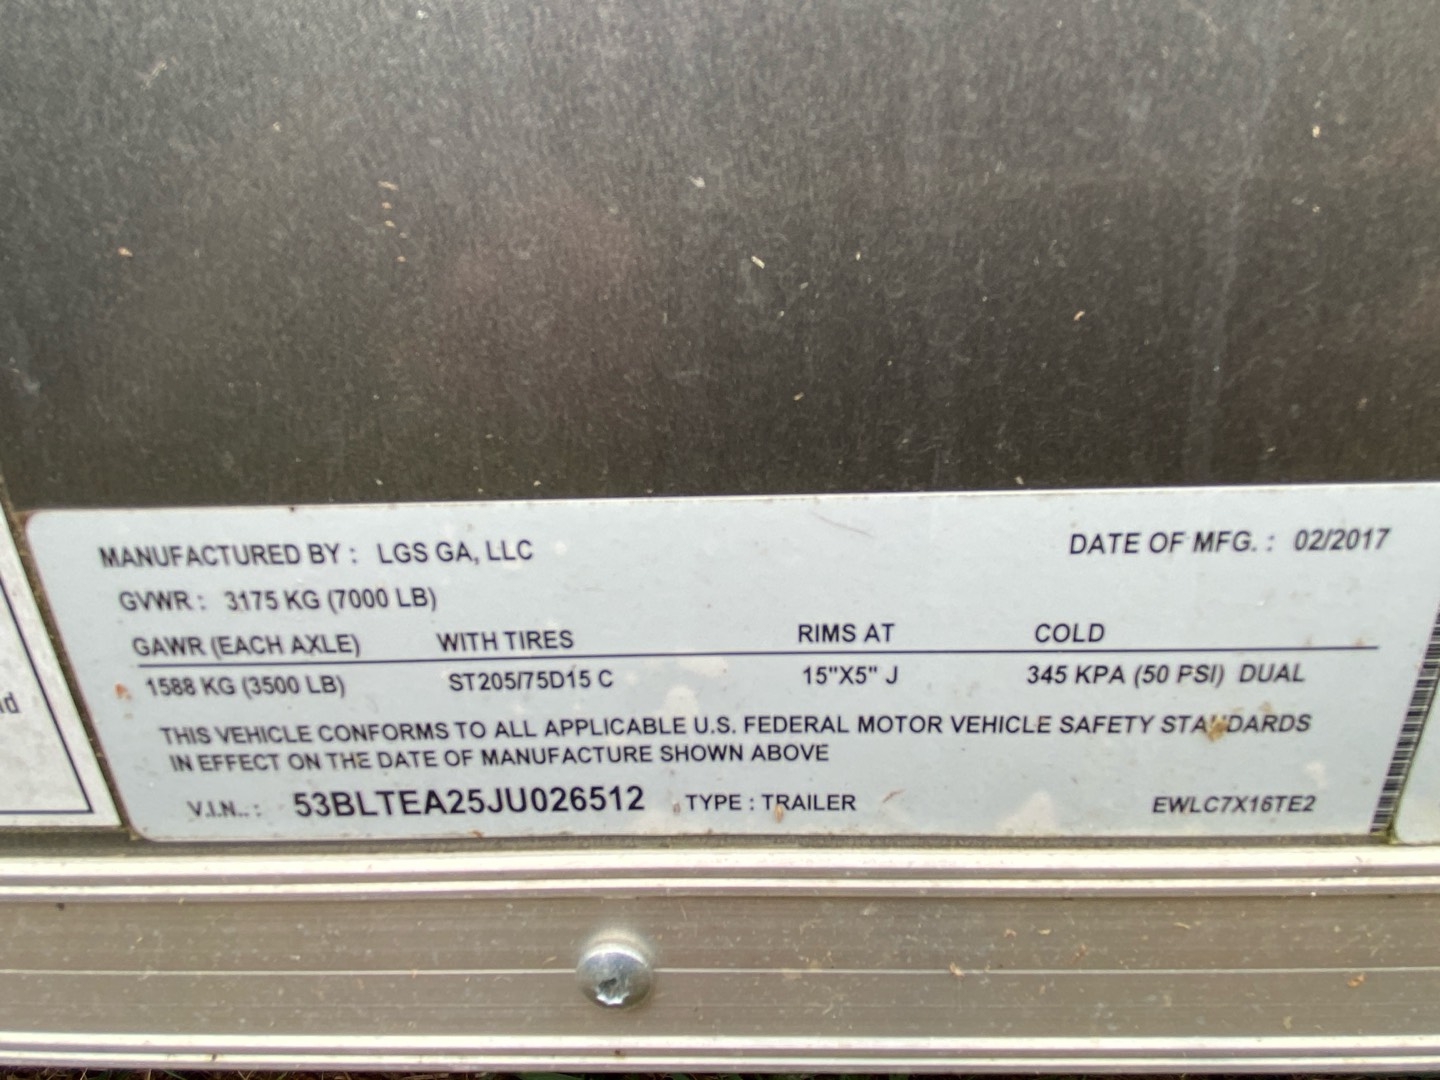 MANUFACTURED BY : LGS GA, LLC DATE OF MFG. : 02/2017
GVWR : 3175 KG (7000 LB)
GAWR (EACH AXLE) WITH TIRES RIMS AT COLD
1588 KG (3500 LB) ST205/75D15 C 15"X5" J 345 KPA (50 PSI) DUAL
THIS VEHICLE CONFORMS TO ALL APPLICABLE U.S. FEDERAL MOTOR VEHICLE SAFETY STANDARDS
IN EFFECT ON THE DATE OF MANUFACTURE SHOWN ABOVE
V.I.N.. : 53BLTEA25JU026512 TYPE : TRAILER EWLC7X16TE2